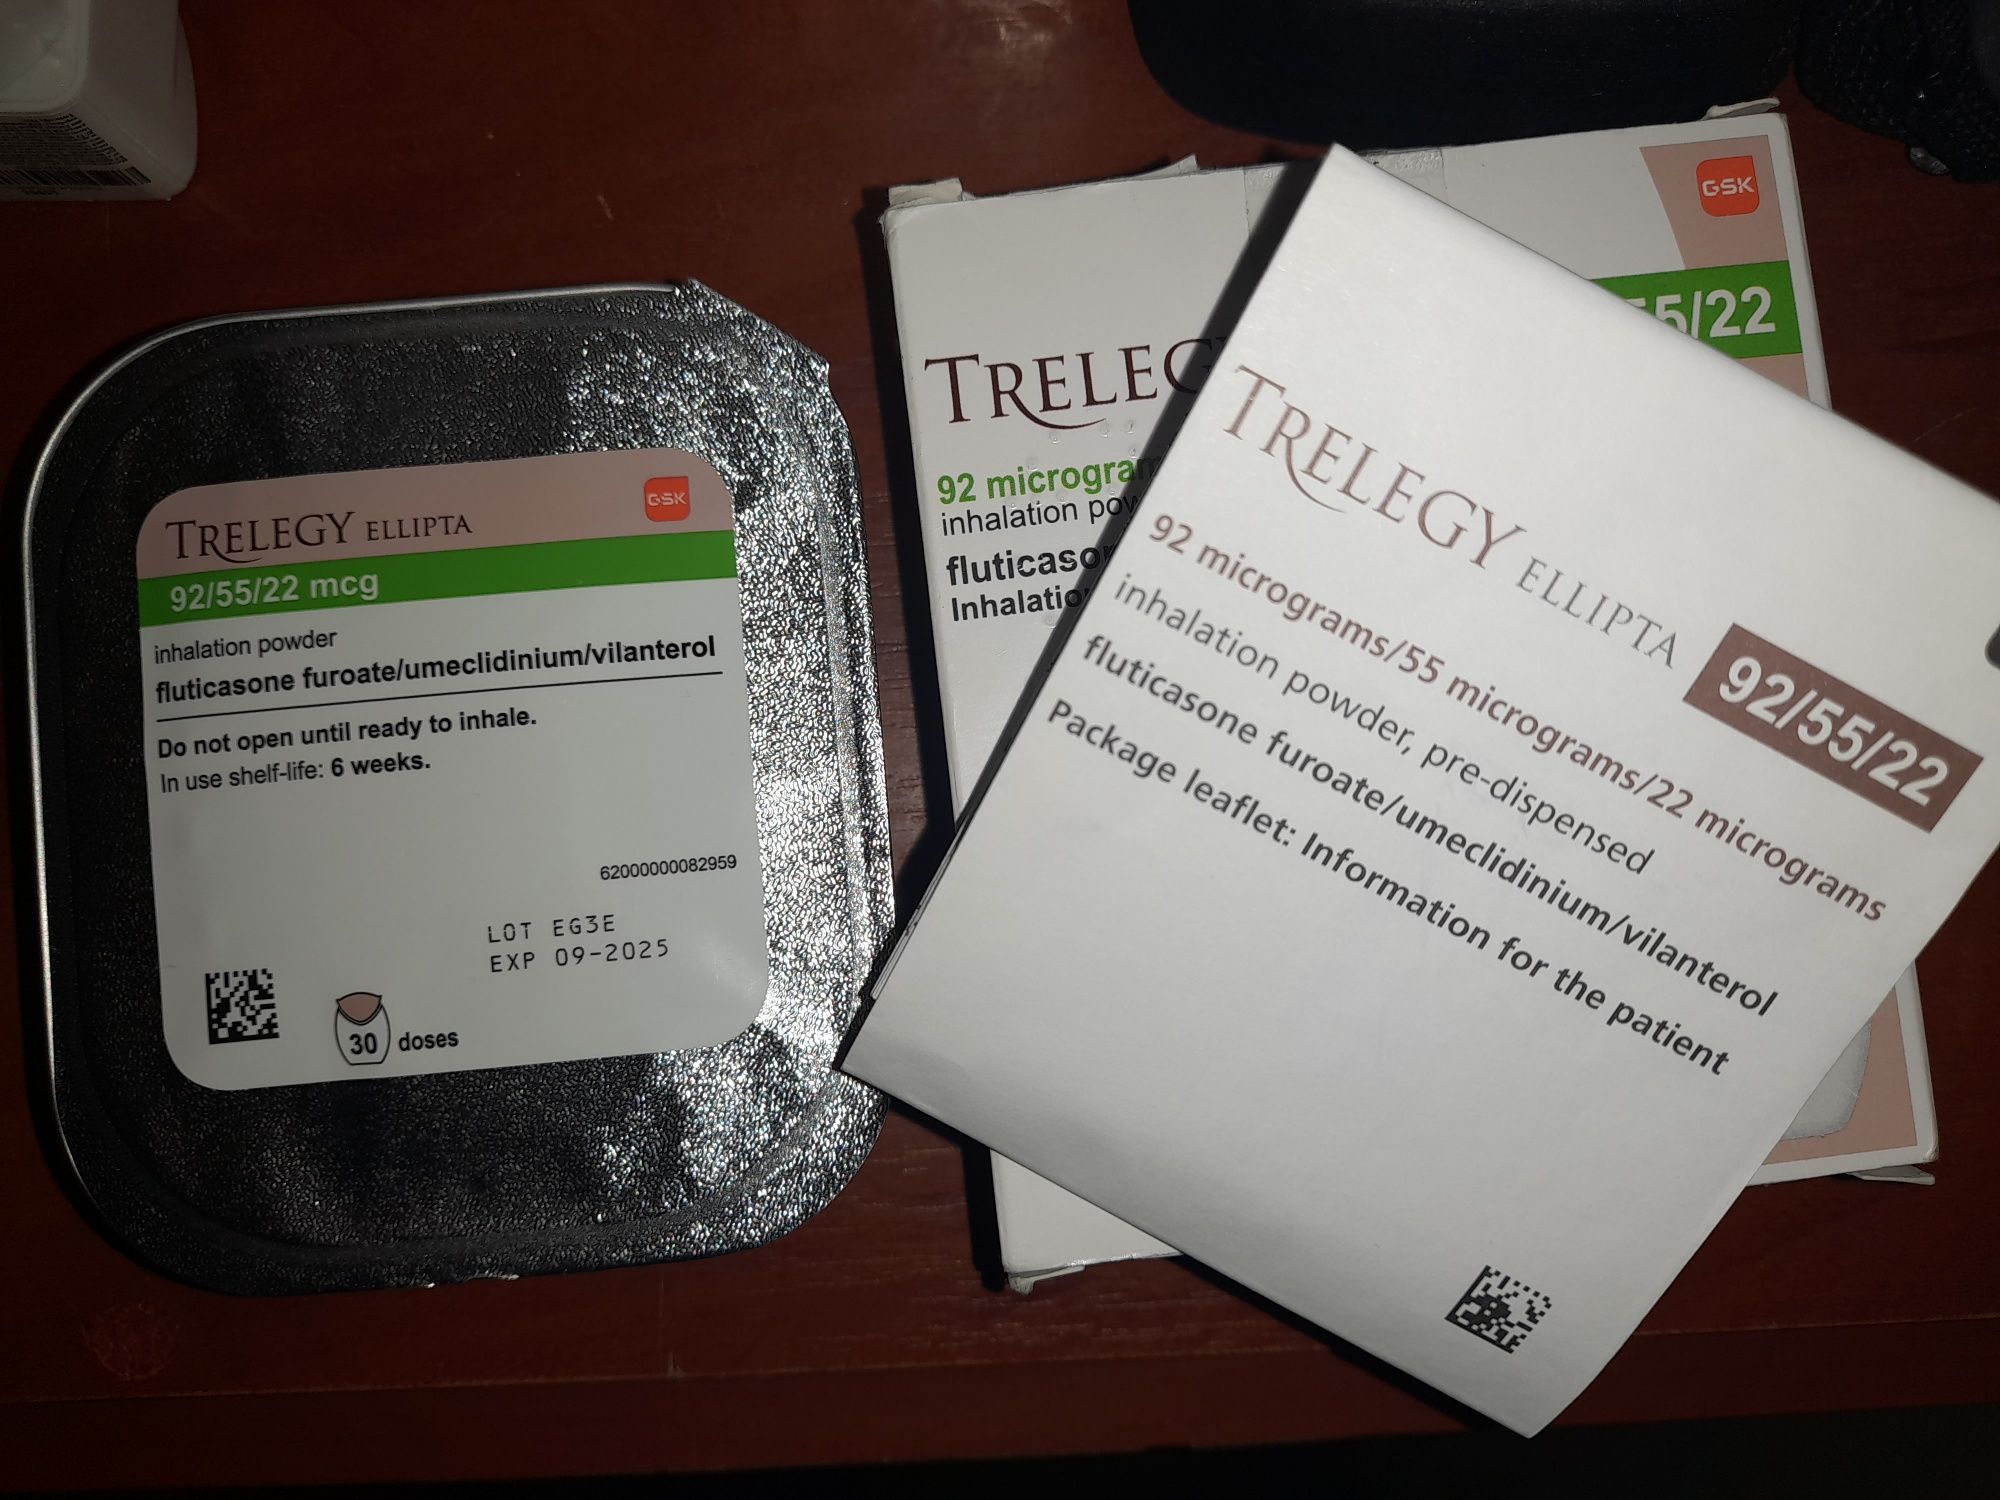 TRELEGY ELLIPTA
GSK
92/55/22 mcg
inhalation powder
fluticasone furoate/umeclidinium/vilanterol
Do not open until ready to inhale.
In use shelf-life: 6 weeks.
62000000082959
LOT EG3E
EXP 09-2025
30 doses
GSK
55/22
TRELEGY
92 microgram
inhalation pow
fluticaso
Inhalatio
TRELEGY ELLIPTA
92/55/22
92 micrograms/55 micrograms/22 micrograms
inhalation powder, pre-dispensed
fluticasone furoate/umeclidinium/vilanterol
Package leaflet: Information for the patient